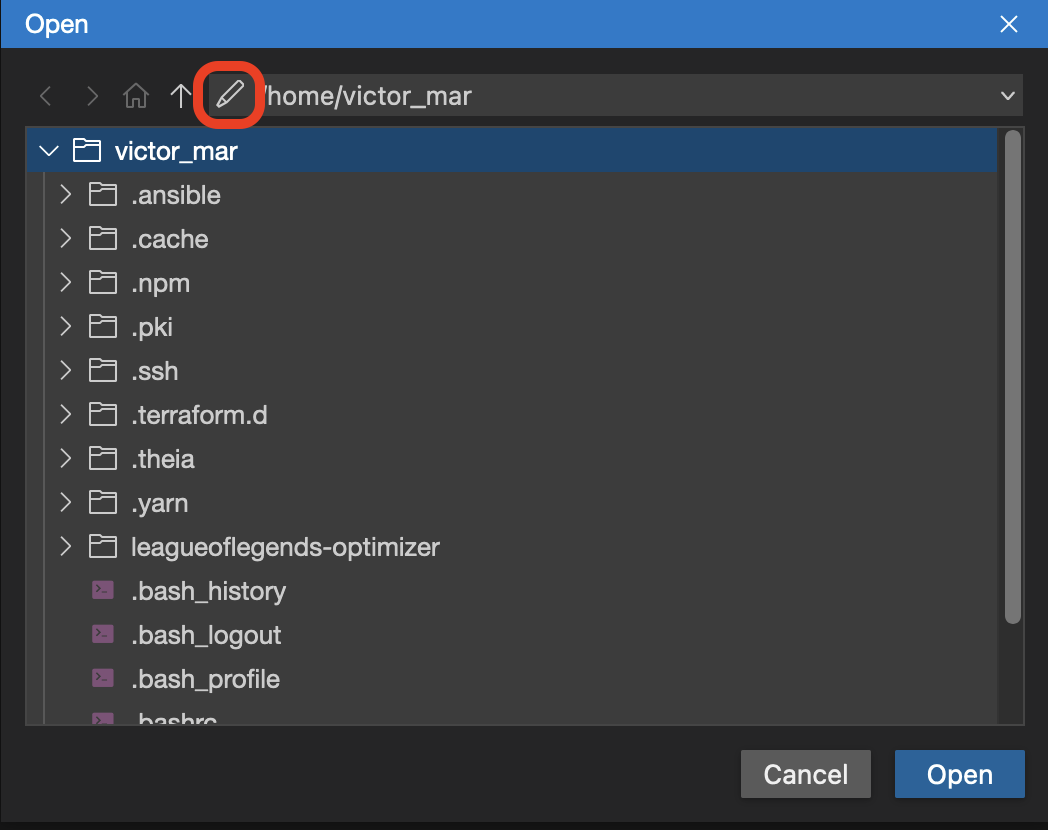 Open
/home/victor_mar
victor_mar
.ansible
.cache
.npm
.pki
.ssh
.terraform.d
.theia
.yarn
leagueoflegends-optimizer
.bash_history
.bash_logout
.bash_profile
.bashrc
Cancel
Open